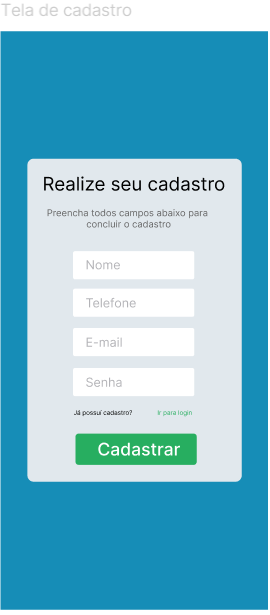 Tela de cadastro
Realize seu cadastro
Preencha todos campos abaixo para
concluir o cadastro
Nome
Telefone
E-mail
Senha
Já possuí cadastro? Ir para login
Cadastrar